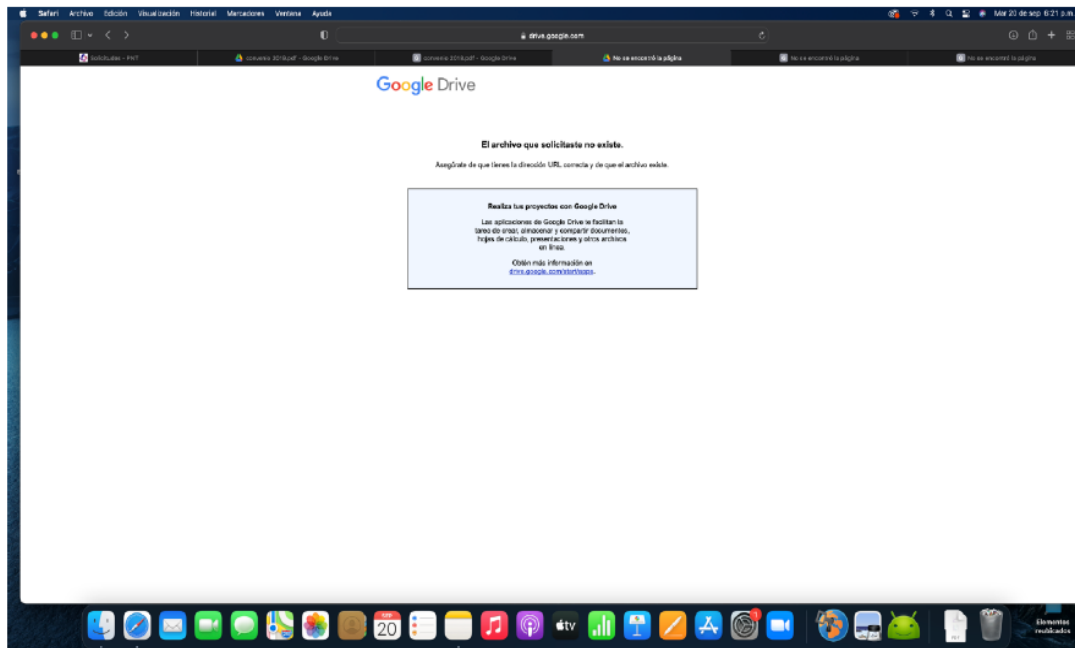 Safari Archivo Edición Visualización Historial Marcadores Ventana Ayuda
Mar 20 de sep 6:21 p.m.
drive.google.com
Solicitudes - PNT
convenio 2018.pdf - Google Drive
convenio 2018.pdf - Google Drive
No se encontró la página
No se encontró la página
No se encontró la página
Google Drive
El archivo que solicitaste no existe.
Asegúrate de que tienes la dirección URL correcta y de que el archivo existe.
Realiza tus proyectos con Google Drive
Las aplicaciones de Google Drive te facilitan la
tarea de crear, almacenar y compartir documentos,
hojas de cálculo, presentaciones y otros archivos
en línea.
Obtén más información en
drive.google.com/start/apps.
SEP
20
tv
1
Elementos
reubicados